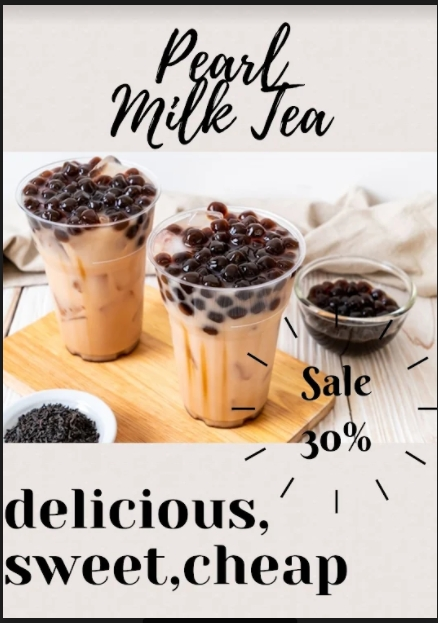 Pearl
Milk Tea
Sale
30%
delicious,
sweet,cheap